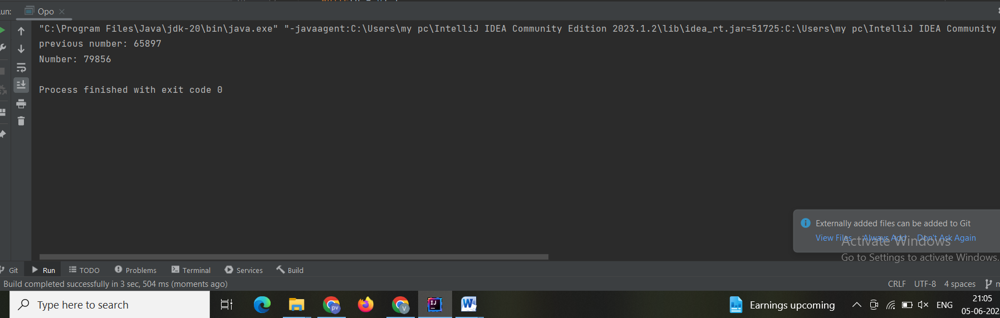 un:
Opo
"C:\Program Files\Java\jdk-20\bin\java.exe" "-javaagent:C:\Users\my pc\IntelliJ IDEA Community Edition 2023.1.2\lib\idea_rt.jar=51725:C:\Users\my pc\IntelliJ IDEA Community
previous number: 65897
Number: 79856
Process finished with exit code 0
Externally added files can be added to Git
View Files Always Add Don't Ask Again
Activate Windows
Go to Settings to activate Windows.
Git Run TODO Problems Terminal Services Build
Build completed successfully in 3 sec, 504 ms (moments ago)
CRLF UTF-8 4 spaces
Type here to search
pv
V
IJ
W
Earnings upcoming
ENG
21:05
05-06-202